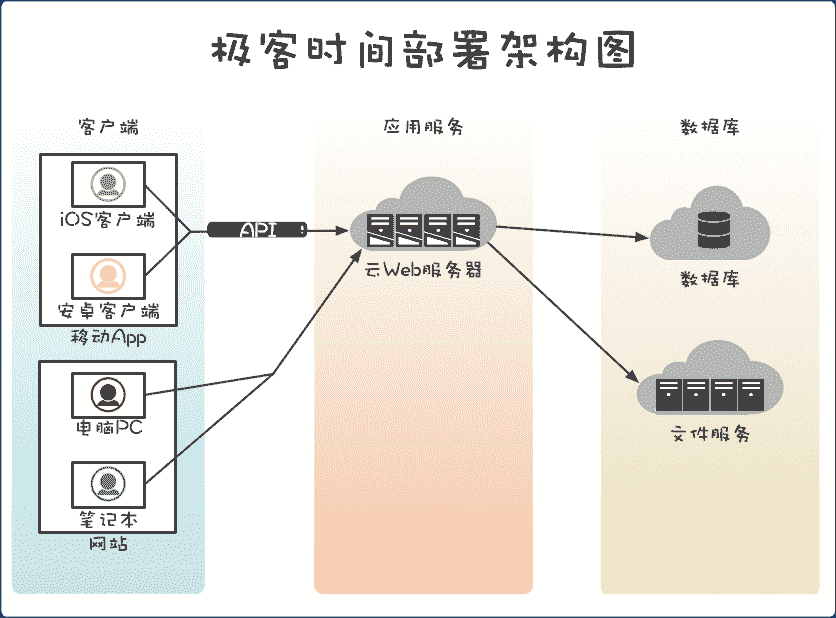 极客时间部署架构图
客户端
应用服务
数据库
iOS客户端
API
安卓客户端
云Web服务器
数据库
移动App
电脑PC
文件服务
笔记本
网站